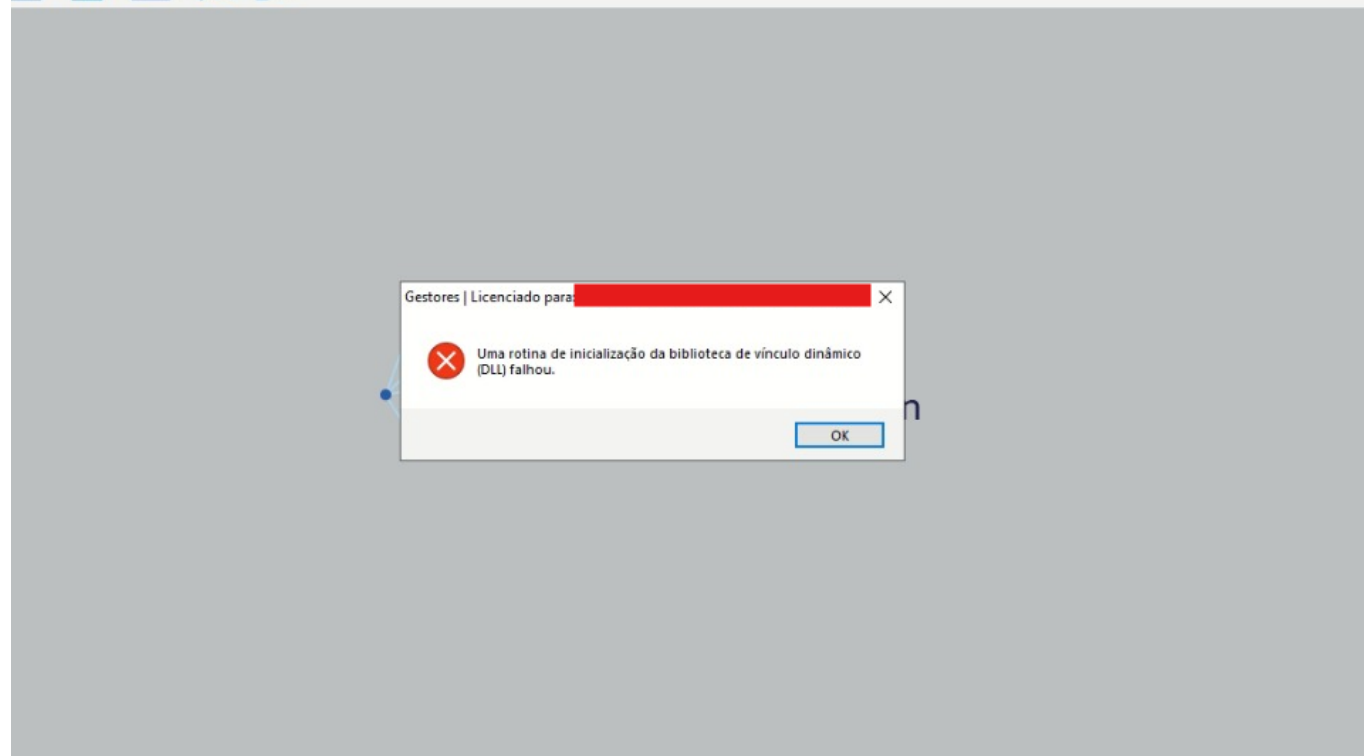 Gestores | Licenciado para:
Uma rotina de inicialização da biblioteca de vínculo dinâmico
(DLL) falhou.
n
OK